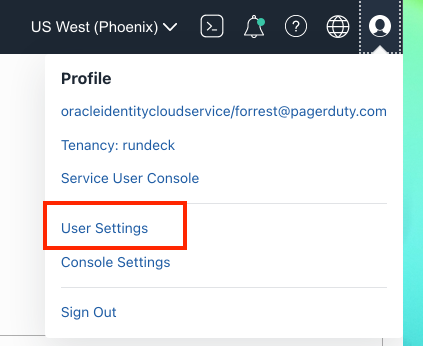 US West (Phoenix)
Profile
oracleidentitycloudservice/forrest@pagerduty.com
Tenancy: rundeck
Service User Console
User Settings
Console Settings
Sign Out